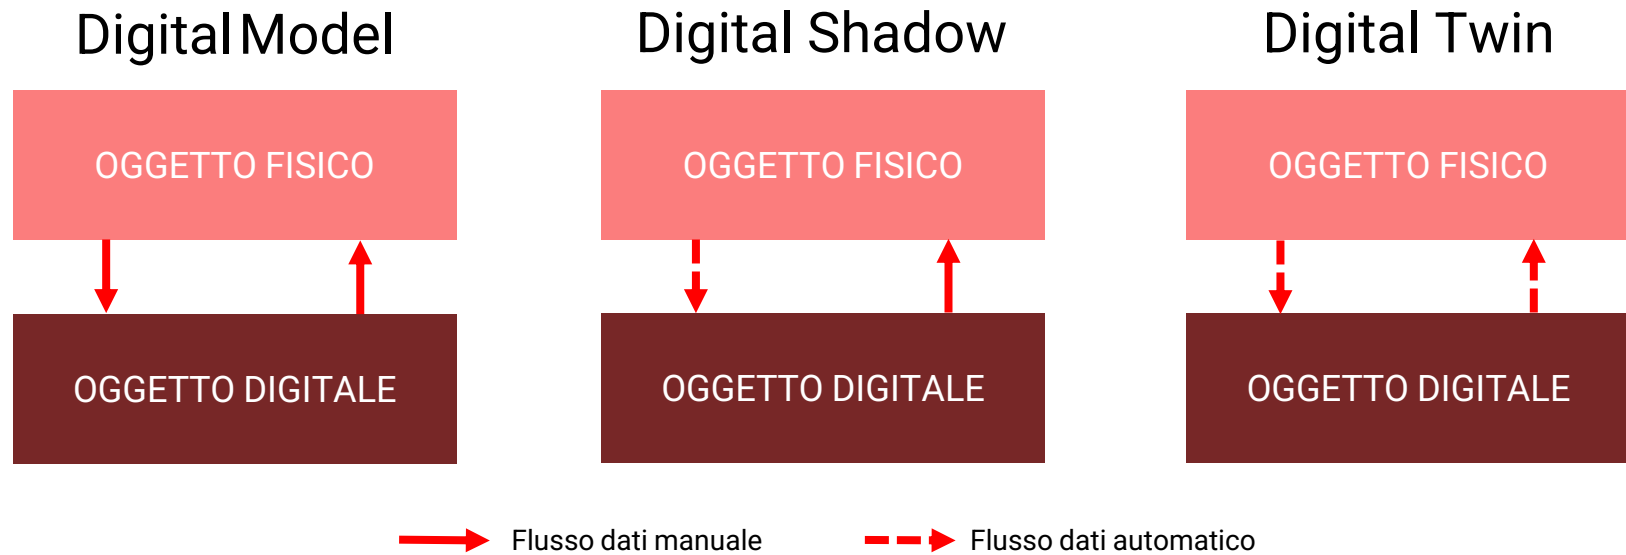 Digital Model
Digital Shadow
Digital Twin
OGGETTO FISICO
OGGETTO FISICO
OGGETTO FISICO
OGGETTO DIGITALE
OGGETTO DIGITALE
OGGETTO DIGITALE
Flusso dati manuale
Flusso dati automatico